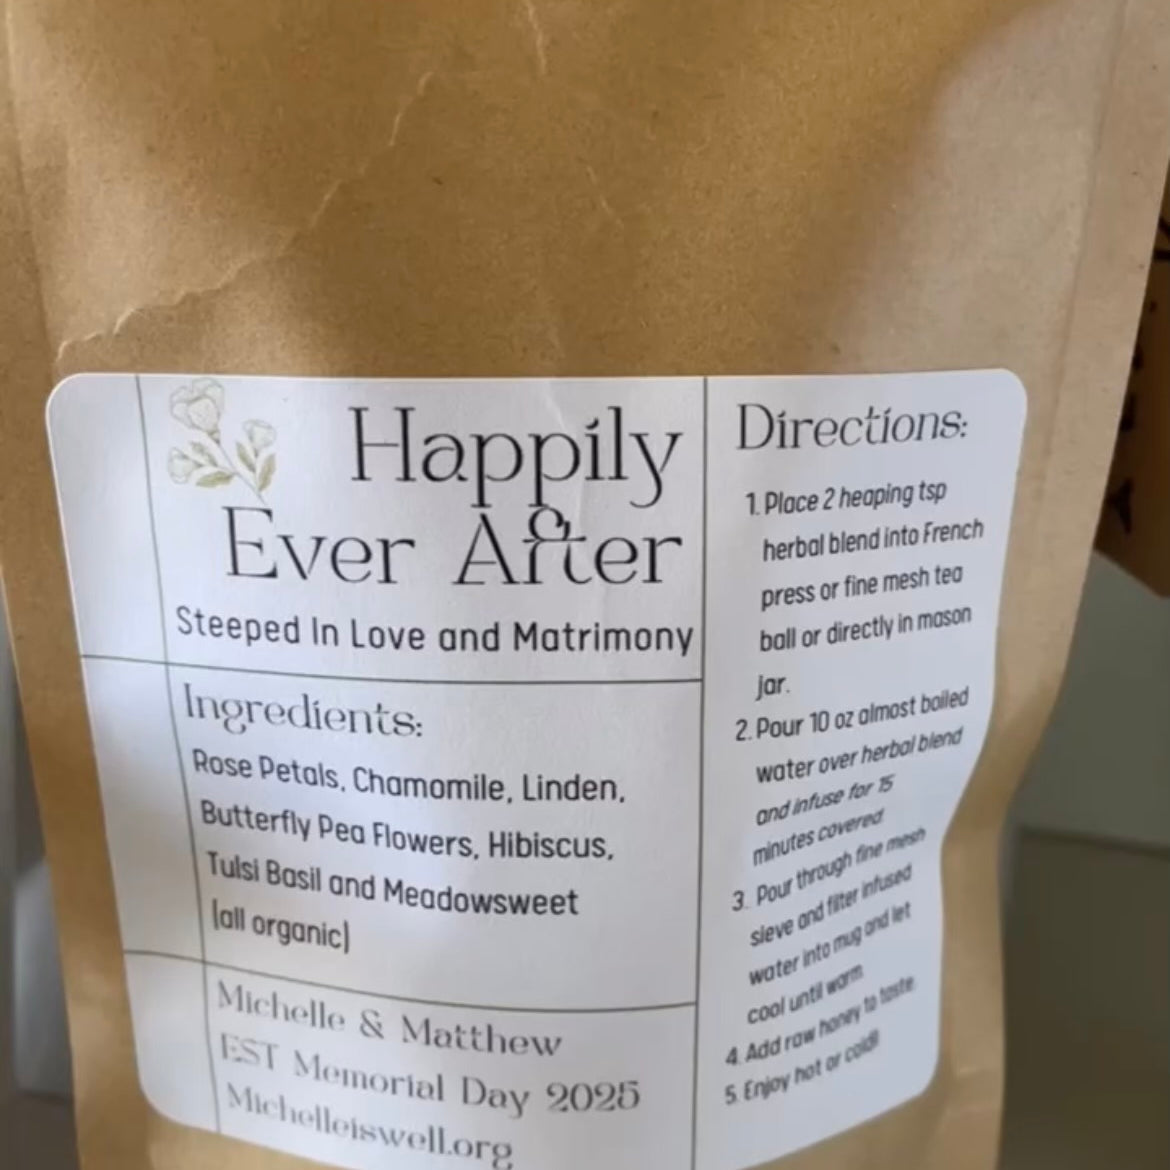 Happily
Ever After
Steeped In Love and Matrimony
Ingredients:
Rose Petals, Chamomile, Linden,
Butterfly Pea Flowers, Hibiscus,
Tulsi Basil and Meadowsweet
(all organic)
Michelle & Matthew
EST Memorial Day 2025
Michelleiswell.org
Directions:
1. Place 2 heaping tsp
herbal blend into French
press or fine mesh tea
ball or directly in mason
jar.
2. Pour 10 oz almost boiled
water over herbal blend
and infuse for 15
minutes covered.
3. Pour through fine mesh
sieve and filter infused
water into mug and let
cool until warm.
4. Add raw honey to taste.
5. Enjoy hot or cold!